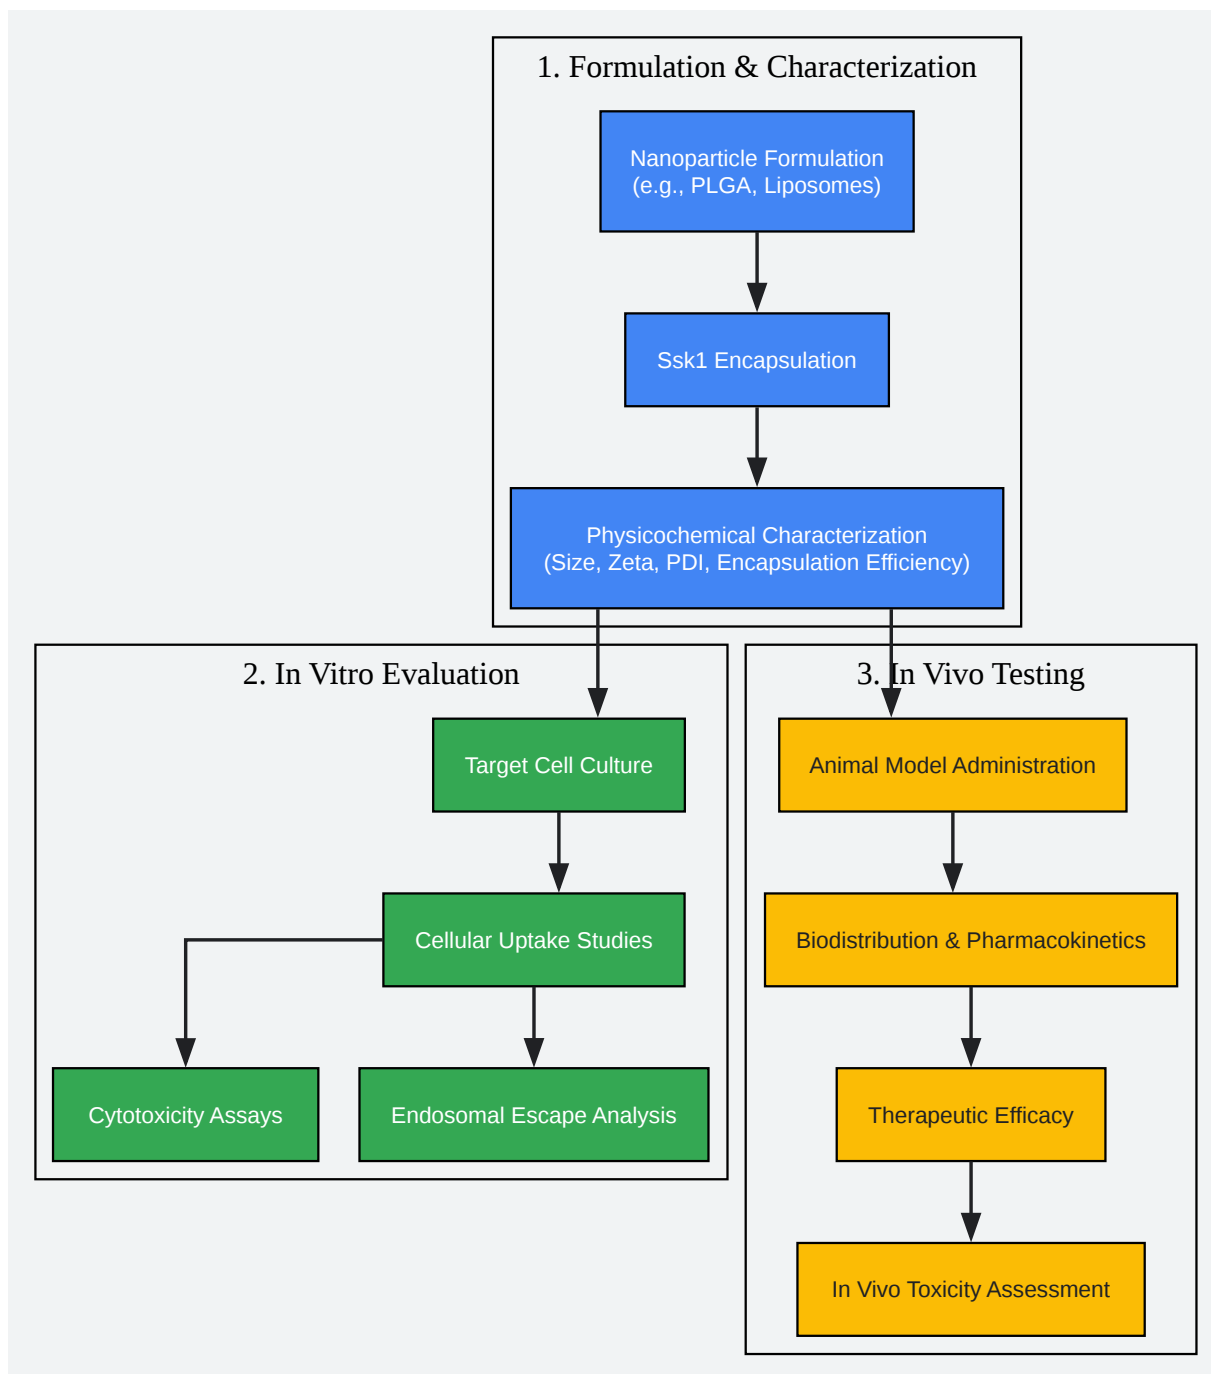 1. Formulation & Characterization
Nanoparticle Formulation
(e.g., PLGA, Liposomes)
Ssk1 Encapsulation
Physicochemical Characterization
(Size, Zeta, PDI, Encapsulation Efficiency)
2. In Vitro Evaluation
Target Cell Culture
Cellular Uptake Studies
Cytotoxicity Assays
Endosomal Escape Analysis
3. In Vivo Testing
Animal Model Administration
Biodistribution & Pharmacokinetics
Therapeutic Efficacy
In Vivo Toxicity Assessment